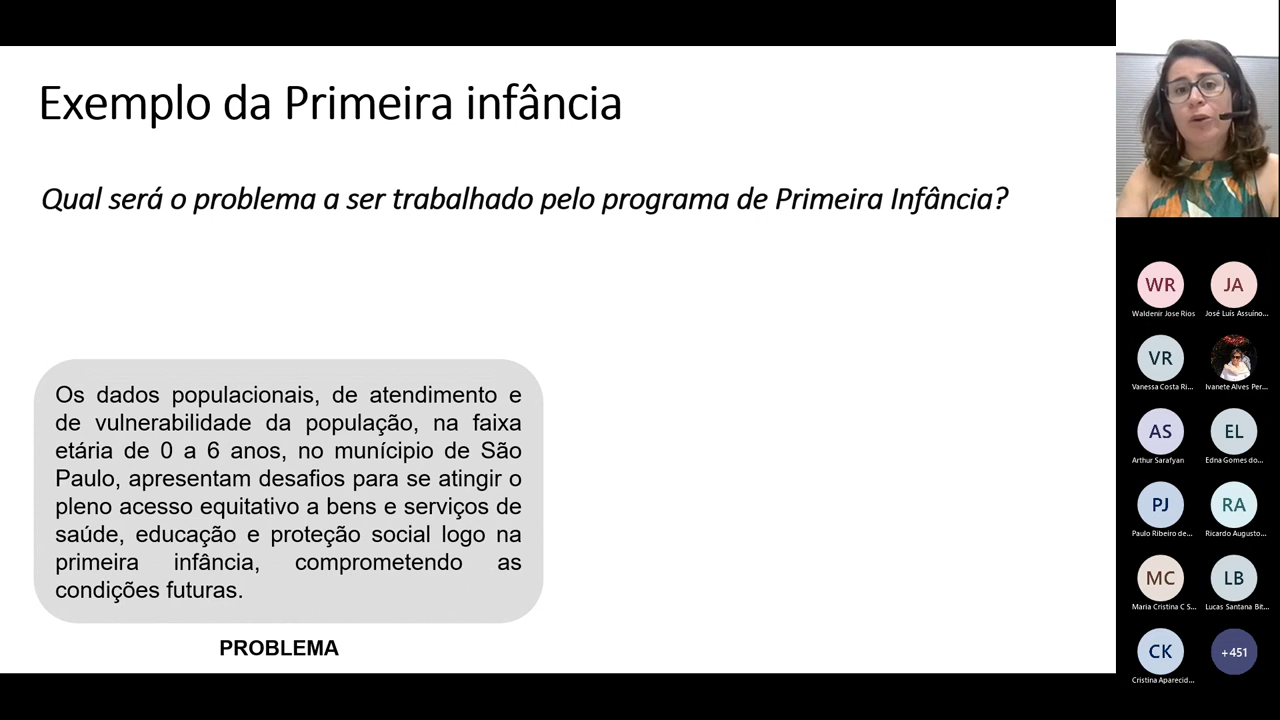 Exemplo da Primeira infância
Qual será o problema a ser trabalhado pelo programa de Primeira Infância?
Os dados populacionais, de atendimento e
de vulnerabilidade da população, na faixa
etária de 0 a 6 anos, no munícipio de São
Paulo, apresentam desafios para se atingir o
pleno acesso equitativo a bens e serviços de
saúde, educação e proteção social logo na
primeira infância, comprometendo as
condições futuras.
PROBLEMA
WR
Waldenir Jose Rios
JA
José Luís Assuino...
VR
Vanessa Costa Ri...
Ivanete Alves Per...
AS
Arthur Sarafyan
EL
Edna Gomes do...
PJ
Paulo Ribeiro de...
RA
Ricardo Augusto...
MC
Maria Cristina C S...
LB
Lucas Santana Bit...
CK
Cristina Aparecid...
+451